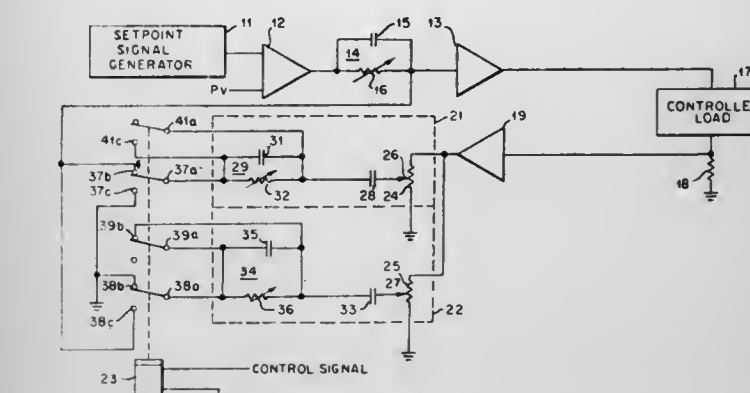 11
12
15
13
SETPOINT
SIGNAL
GENERATOR
14
16
17
PV
CONTROLLE
LOAD
41a
21
19
41c
31
26
37b
37a
29
37c
32
28
24
18
39b
39a
35
25
38b
38a
34
27
36
33
22
38c
23
CONTROL SIGNAL